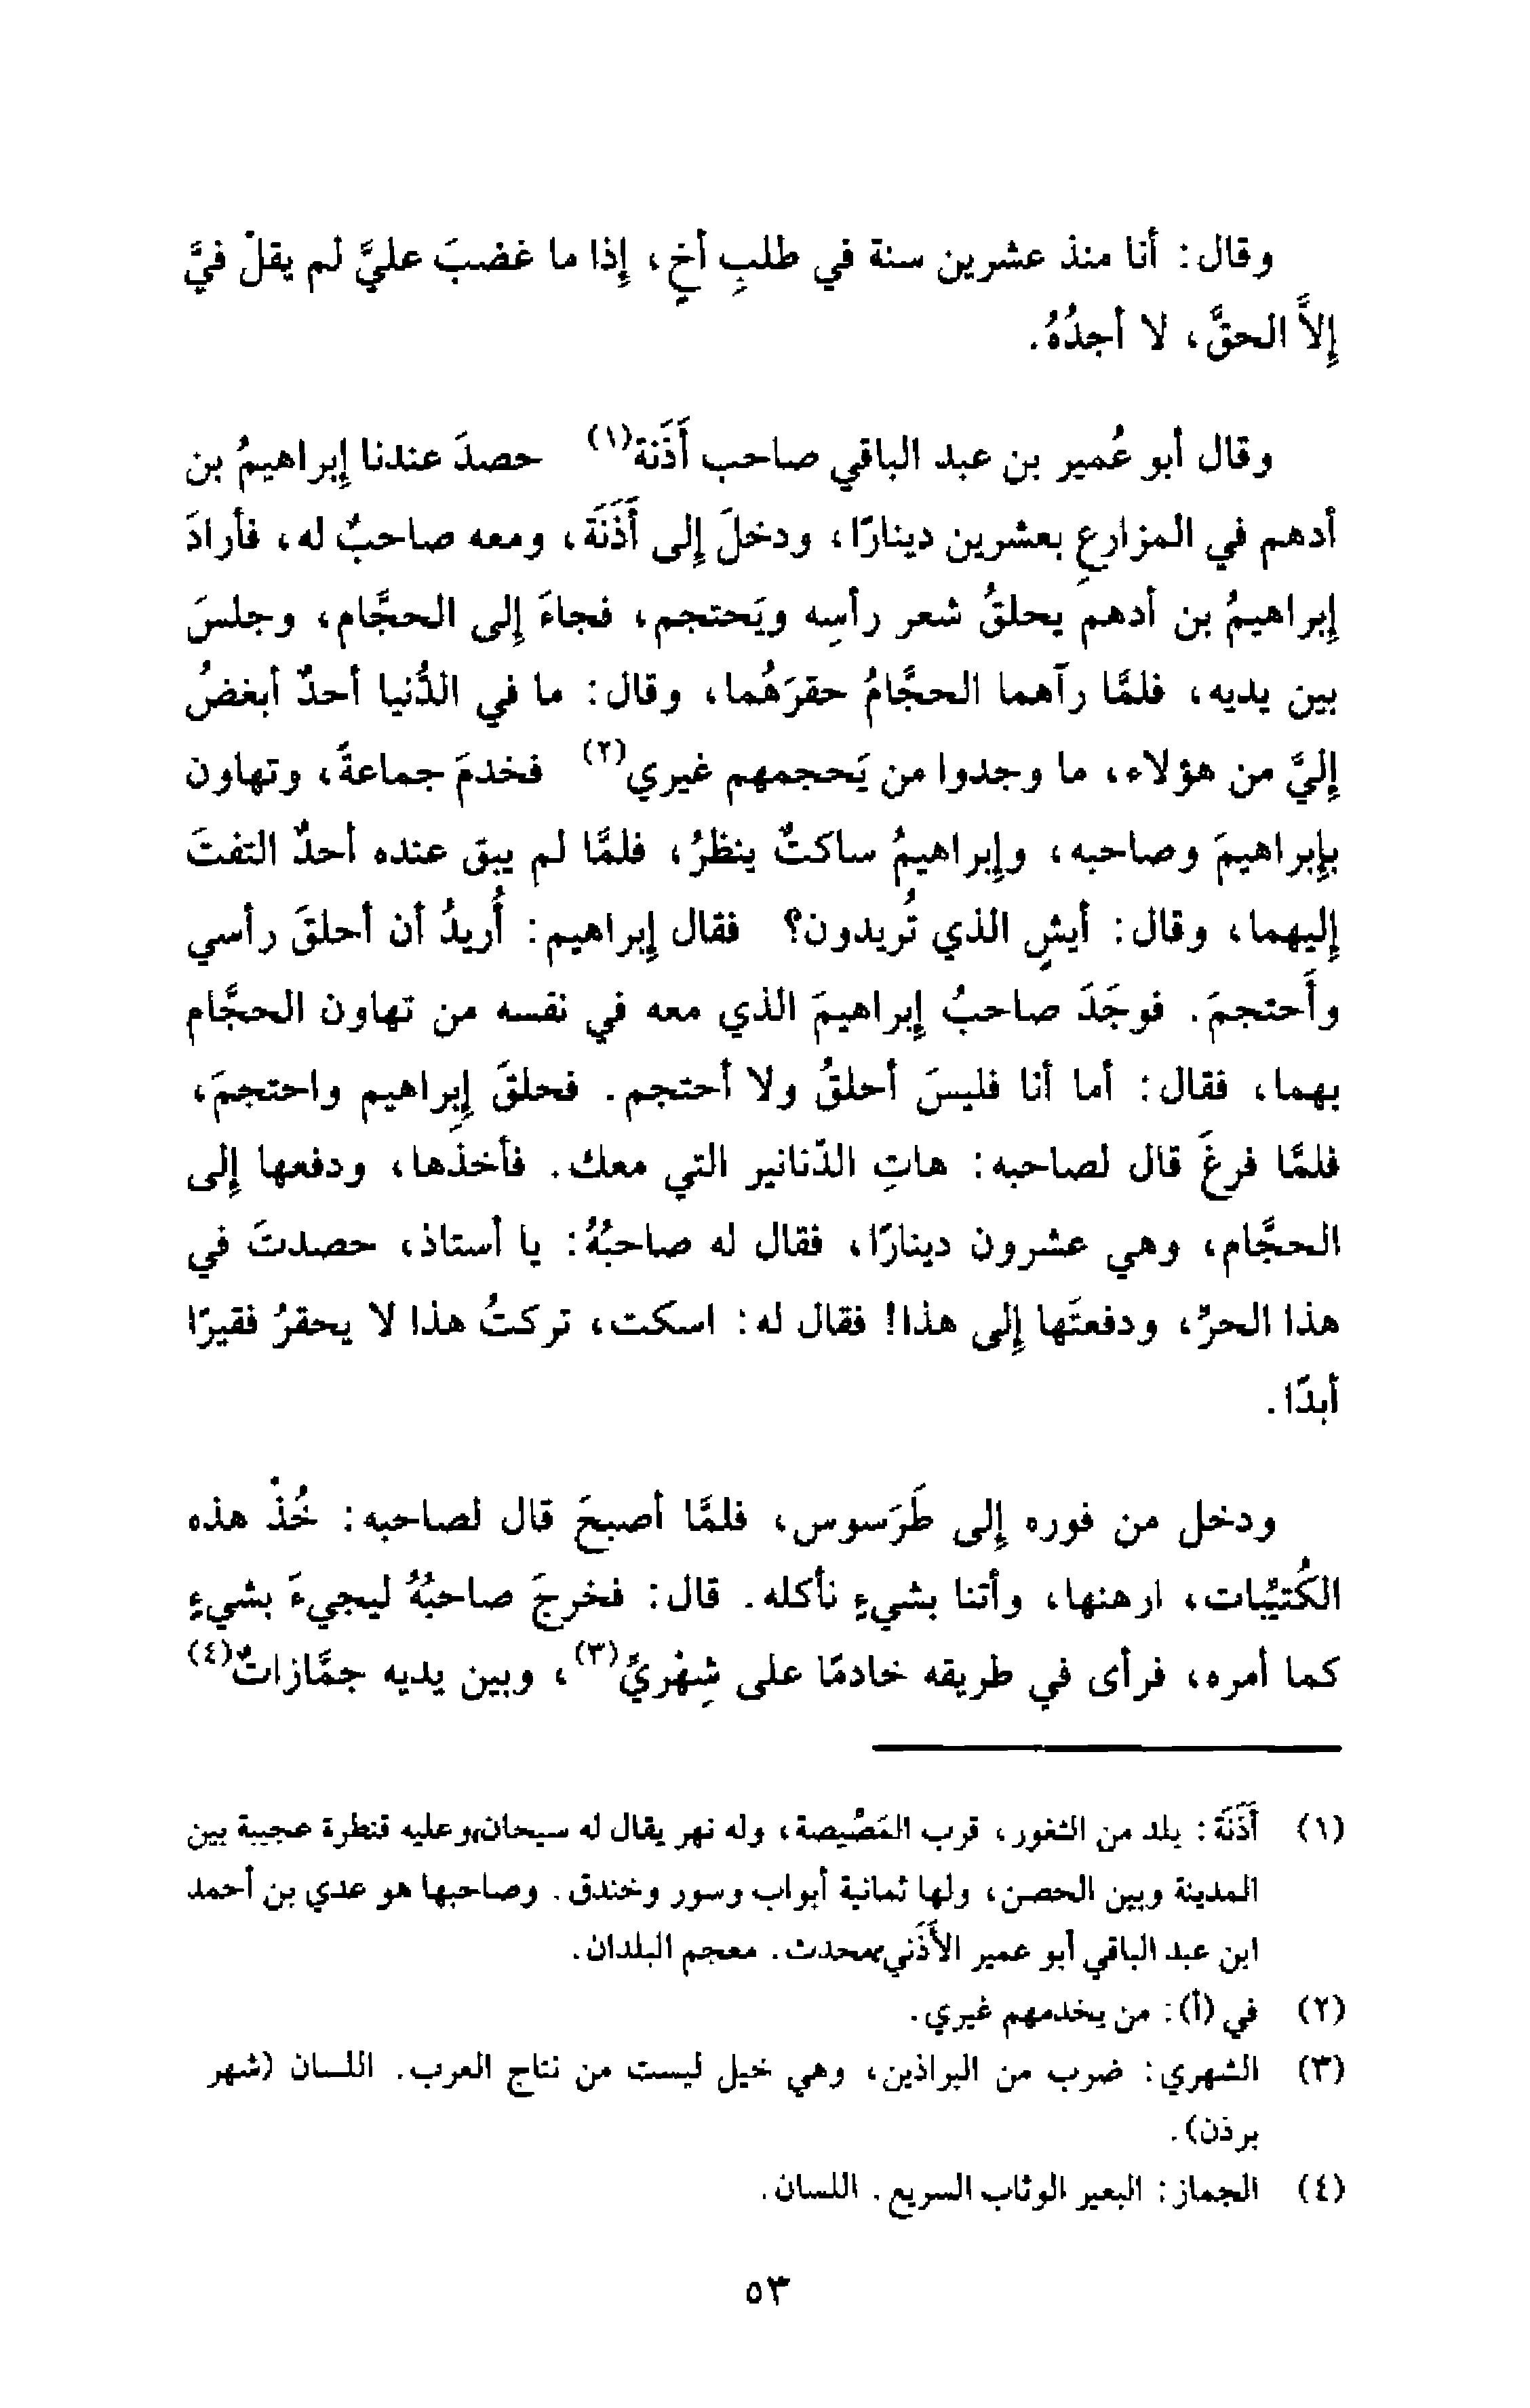 وقال: أنا منذ عشرين سنة في طلبِ أخٍ، إذا ما غضبَ عليَّ لم يقلْ فيَّ
إلاَّ الحقَّ، لا أجدُهُ.
وقال أبو عُمير بن عبد الباقي صاحب أَذَنة(١) حصدَ عندنا إبراهيمُ بن
أدهم في المزارعِ بعشرين دينارًا، ودخلَ إلى أَذَنَة، ومعه صاحبٌ له، فأرادَ
إبراهيمُ بن أدهم يحلقُ شعر رأسِه ويَحتجم، فجاءَ إلى الحجَّام، وجلسَ
بين يديه، فلمَّا رآهما الحجَّامُ حقرَهُما، وقال: ما في الدُّنيا أحدٌ أبغضُ
إليَّ من هؤلاء، ما وجدوا من يَحجمهم غيري(٢) فخدمَ جماعةً، وتهاون
بإبراهيمَ وصاحبه، وإبراهيمُ ساكتٌ ينظرُ، فلمَّا لم يبقَ عنده أحدٌ التفتَ
إليهما، وقال: أيشٍ الذي تُريدون؟ فقال إبراهيم: أُريدُ أن أحلقَ رأسي
وأَحتجمَ. فوجَدَ صاحبُ إبراهيمَ الذي معه في نفسه من تهاون الحجَّام
بهما، فقال: أما أنا فليسَ أحلقُ ولا أحتجم. فحلقَ إِبراهيم واحتجمَ،
فلمَّا فرغَ قال لصاحبه: هاتِ الدّنانير التي معك. فأخذها، ودفعها إلى
الحجَّام، وهي عشرون دينارًا، فقال له صاحبُهُ: يا أستاذ، حصدتَ في
هذا الحرِّ، ودفعتَها إلى هذا! فقال له: اسكت، تركتُ هذا لا يحقرُ فقيرًا
أبدًا.
ودخل من فوره إلى طَرَسوس، فلمَّا أصبحَ قال لصاحبه: خُذْ هذه
الكُتيِّبات، ارهنها، وأتنا بشيءٍ نأكله. قال: فخرجَ صاحبُهُ ليجيءَ بشيءٍ
كما أمره، فرأى في طريقه خادمًا على شِهْريٍّ(٣)، وبين يديه جمَّازاتٌ(٤)
(١) أَذَنَة: بلد من الثغور، قرب المَصِّيصة، وله نهر يقال له سيحان، وعليه قنطرة عجيبة بين
المدينة وبين الحصن، ولها ثمانية أبواب وسور وخندق. وصاحبها هو عدي بن أحمد
ابن عبد الباقي أبو عمير الأَذَني محدث. معجم البلدان.
(٢) في (أ): من يخدمهم غيري.
(٣) الشهري: ضرب من البراذين، وهي خيل ليست من نتاج العرب. اللسان (شهر
برذن).
(٤) الجماز: البعير الوثاب السريع. اللسان.
٥٣